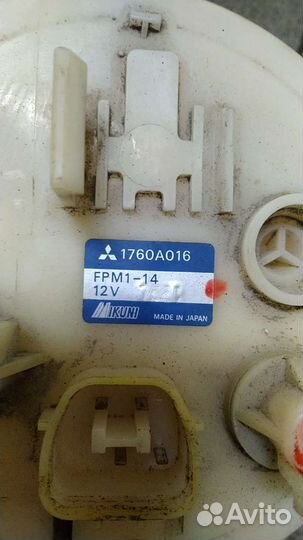 1760A016
FPM1-14
12V
MIKUNI
MADE IN JAPAN
Avito